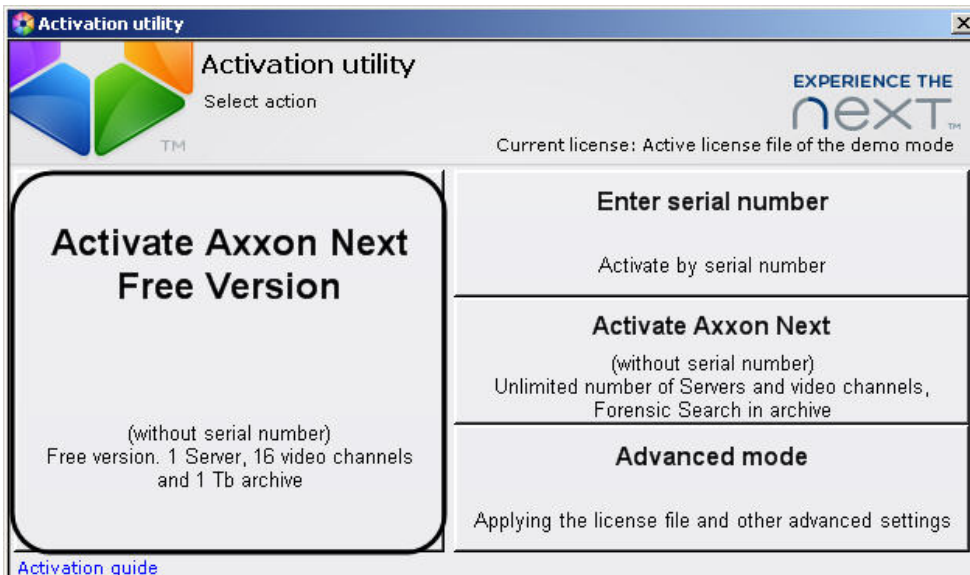 Activation utility
Activation utility
Select action
EXPERIENCE THE
next™
Current license: Active license file of the demo mode
TM
Activate Axxon Next
Free Version
(without serial number)
Free version. 1 Server, 16 video channels
and 1 Tb archive
Enter serial number
Activate by serial number
Activate Axxon Next
(without serial number)
Unlimited number of Servers and video channels,
Forensic Search in archive
Advanced mode
Applying the license file and other advanced settings
Activation guide